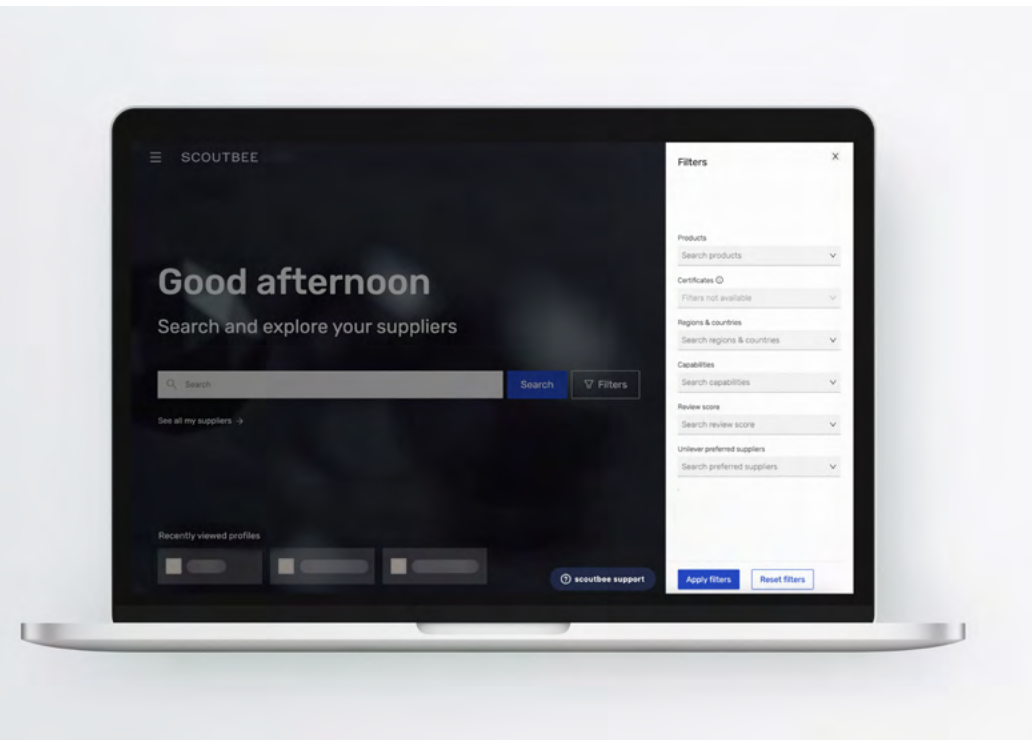 SCOUTBEE
Good afternoon
Search and explore your suppliers
Search
Search
Filters
See all my suppliers →
Recently viewed profiles
scoutbee support
Filters
X
Products
Search products
Certificates
Filters not available
Regions & countries
Search regions & countries
Capabilities
Search capabilities
Review score
Search review score
Unilever preferred suppliers
Search preferred suppliers
Apply filters
Reset filters